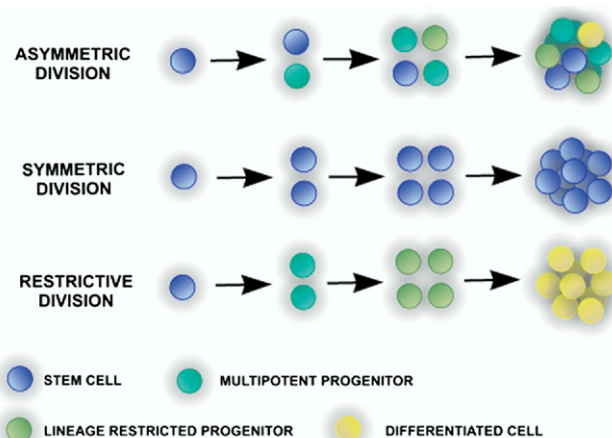 ASYMMETRIC
DIVISION
SYMMETRIC
DIVISION
RESTRICTIVE
DIVISION
STEM CELL
MULTIPOTENT PROGENITOR
LINEAGE RESTRICTED PROGENITOR
DIFFERENTIATED CELL